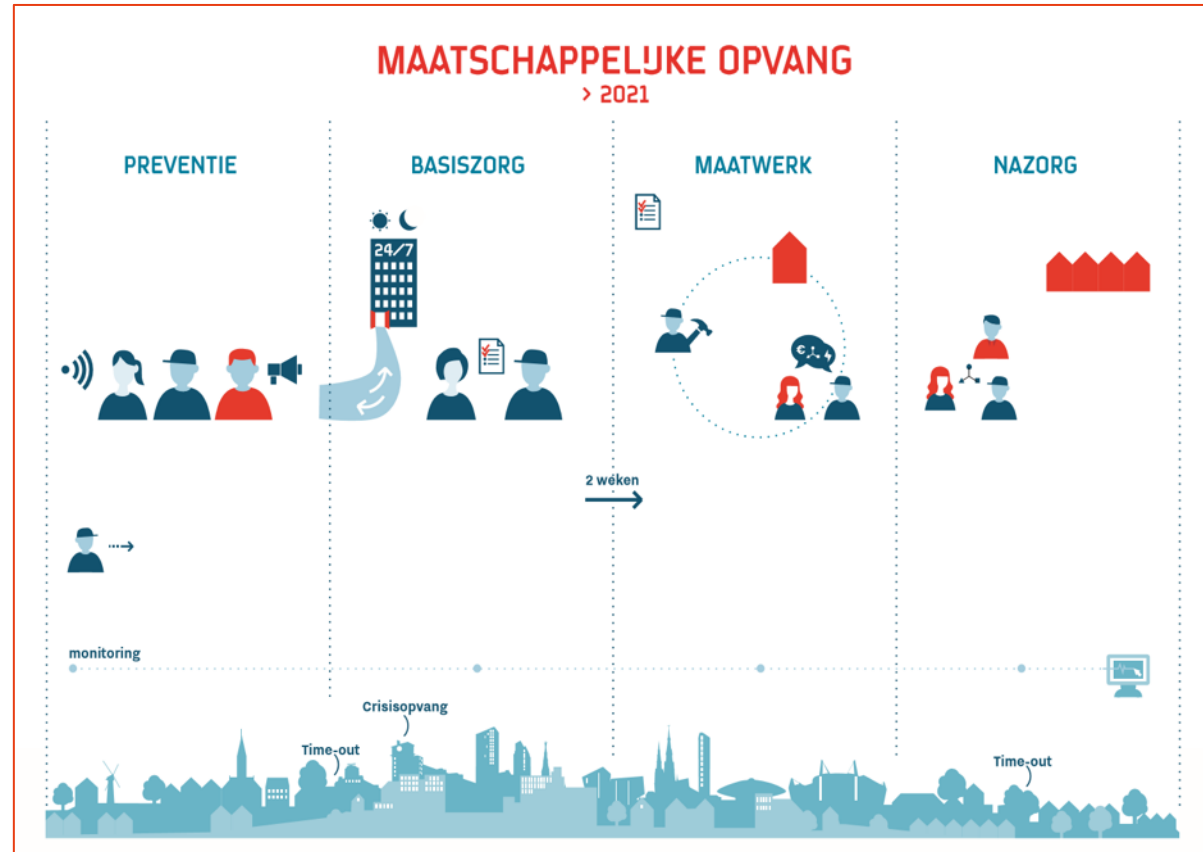 MAATSCHAPPELIJKE OPVANG
> 2021
PREVENTIE
BASISZORG
MAATWERK
NAZORG
24/7
€
2 weken
monitoring
Crisisopvang
Time-out
Time-out